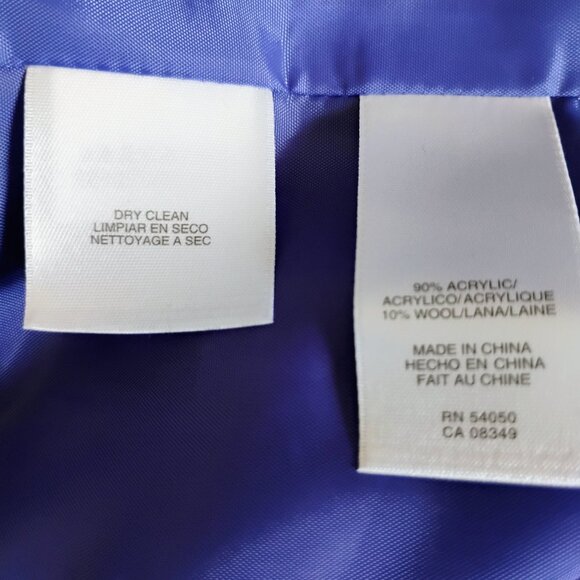 DRY CLEAN
LIMPIAR EN SECO
NETTOYAGE A SEC
90% ACRYLIC/
ACRYLICO/ACRYLIQUE
10% WOOL/LANA/LAINE
MADE IN CHINA
HECHO EN CHINA
FAIT AU CHINE
RN 54050
CA 08349